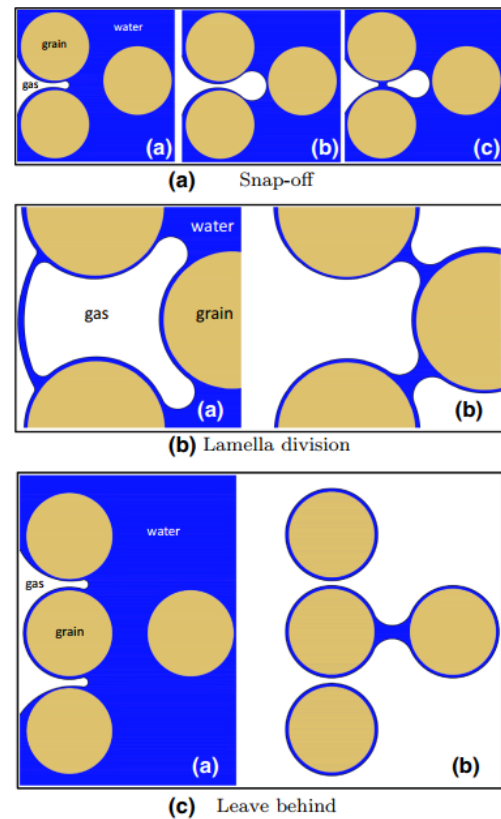 grain
water
gas
(a)
(b)
(c)
(a) Snap-off
water
gas
grain
(a)
(b)
(b) Lamella division
water
gas
grain
(a)
(b)
(c) Leave behind